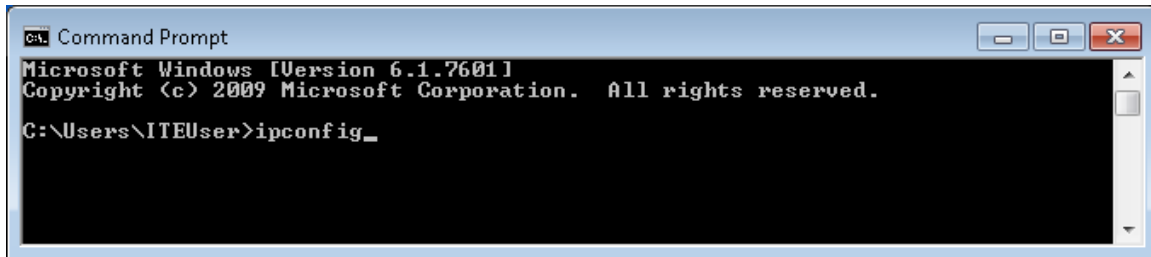 Command Prompt
Microsoft Windows [Version 6.1.7601]
Copyright (c) 2009 Microsoft Corporation.  All rights reserved.
C:\Users\ITEUser>ipconfig_